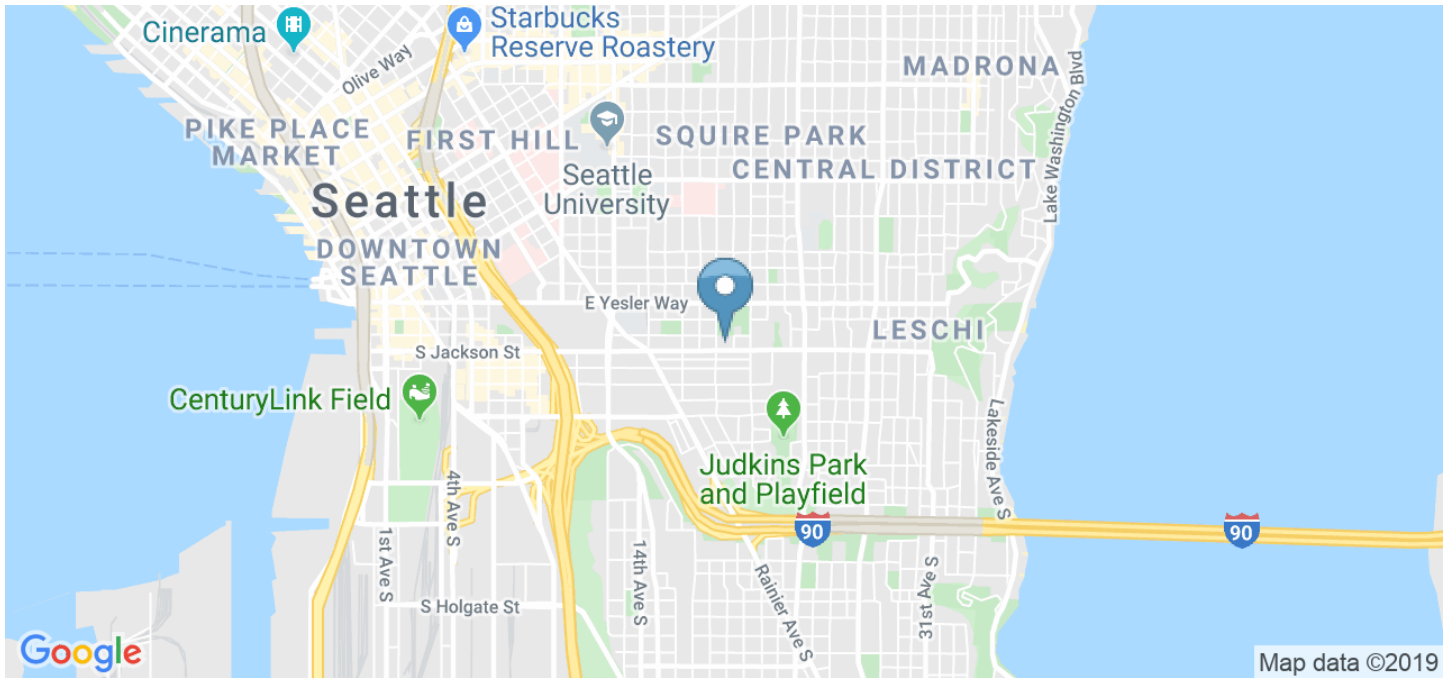 Cinerama
Starbucks
Reserve Roastery
Olive Way
MADRONA
Lake Washington Blvd
PIKE PLACE
MARKET
FIRST HILL
SQUIRE PARK
CENTRAL DISTRICT
Seattle
University
Seattle
DOWNTOWN
SEATTLE
E Yesler Way
LESCHI
S Jackson St
CenturyLink Field
Judkins Park
and Playfield
Lakeside Ave S
4th Ave S
1st Ave S
14th Ave S
Rainier Ave S
31st Ave S
90
90
S Holgate St
Google
Map data ©2019